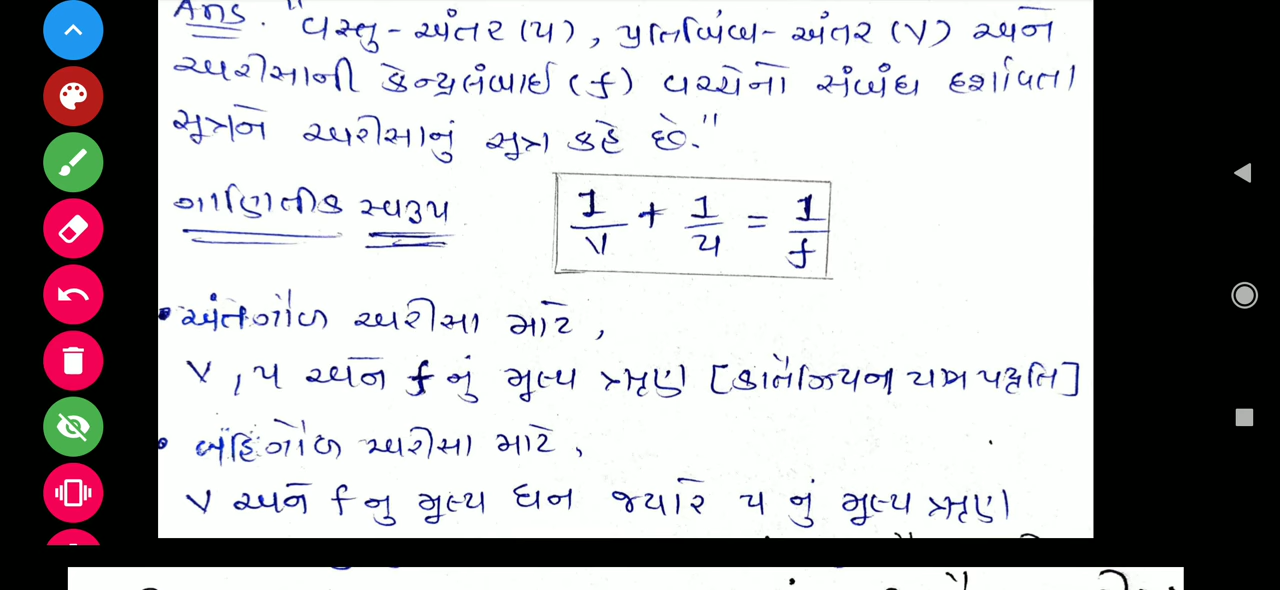 Ans. "વસ્તુ-અંતર (u), પ્રતિબિંબ-અંતર (v) અને
અરીસાની કેન્દ્રલંબાઈ (f) વચ્ચેનો સંબંધ દર્શાવતા
સૂત્રને અરીસાનું સૂત્ર કહે છે."
ગાણિતીક સ્વરૂપ 1/v + 1/u = 1/f
• અંતર્ગોળ અરીસા માટે,
v, u અને f નું મૂલ્ય ઋણ [કાર્તેઝિયન યામ પદ્ધતિ]
• બર્હિગોળ અરીસા માટે,
v અને f નુ મૂલ્ય ધન જ્યારે u નું મૂલ્ય ઋણ